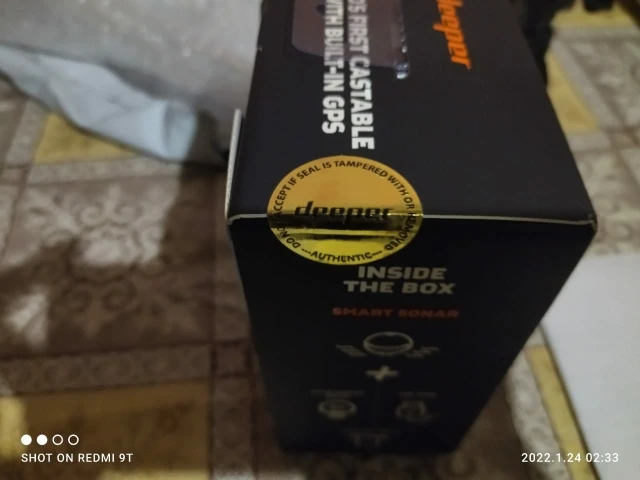 deeper
'S FIRST CASTABLE
WITH BUILT-IN GPS
DO NOT ACCEPT IF SEAL IS TAMPERED WITH OR REMOVED
deeper
—AUTHENTIC—
INSIDE
THE BOX
SMART SONAR
+
SHOT ON REDMI 9T
2022.1.24 02:33